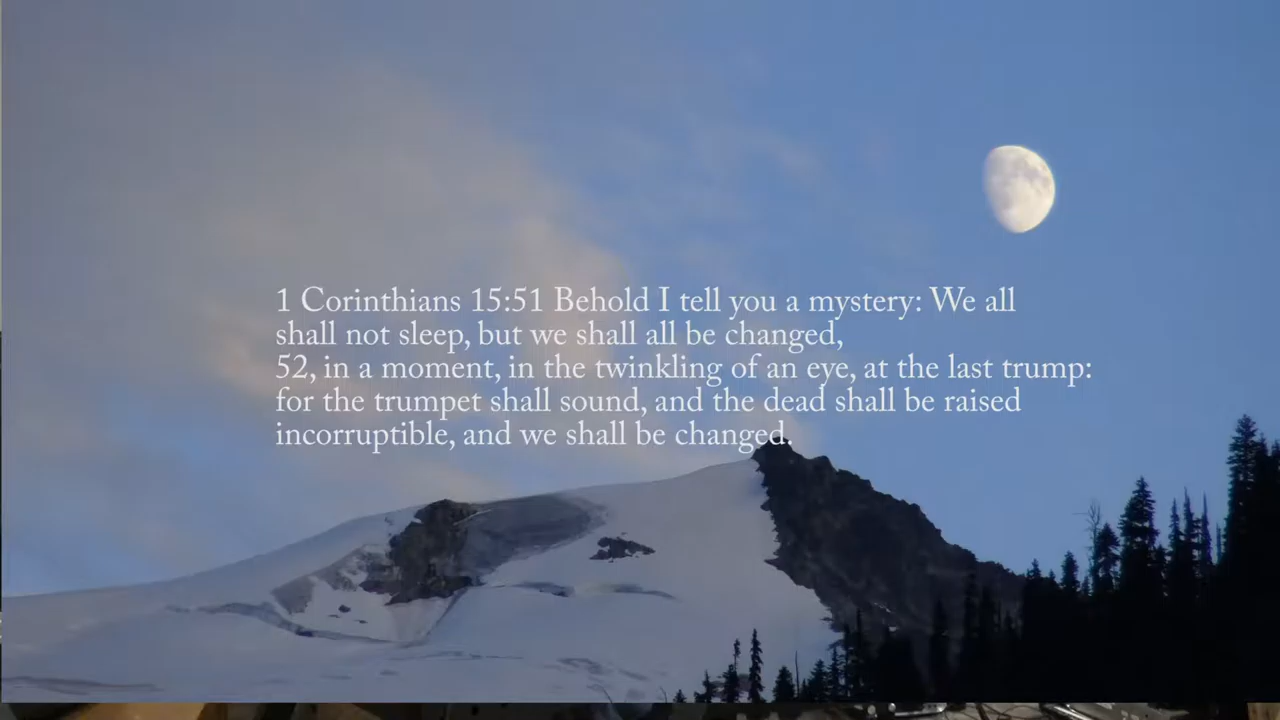 1 Corinthians 15:51 Behold I tell you a mystery: We all
shall not sleep, but we shall all be changed,
52, in a moment, in the twinkling of an eye, at the last trump:
for the trumpet shall sound, and the dead shall be raised
incorruptible, and we shall be changed.